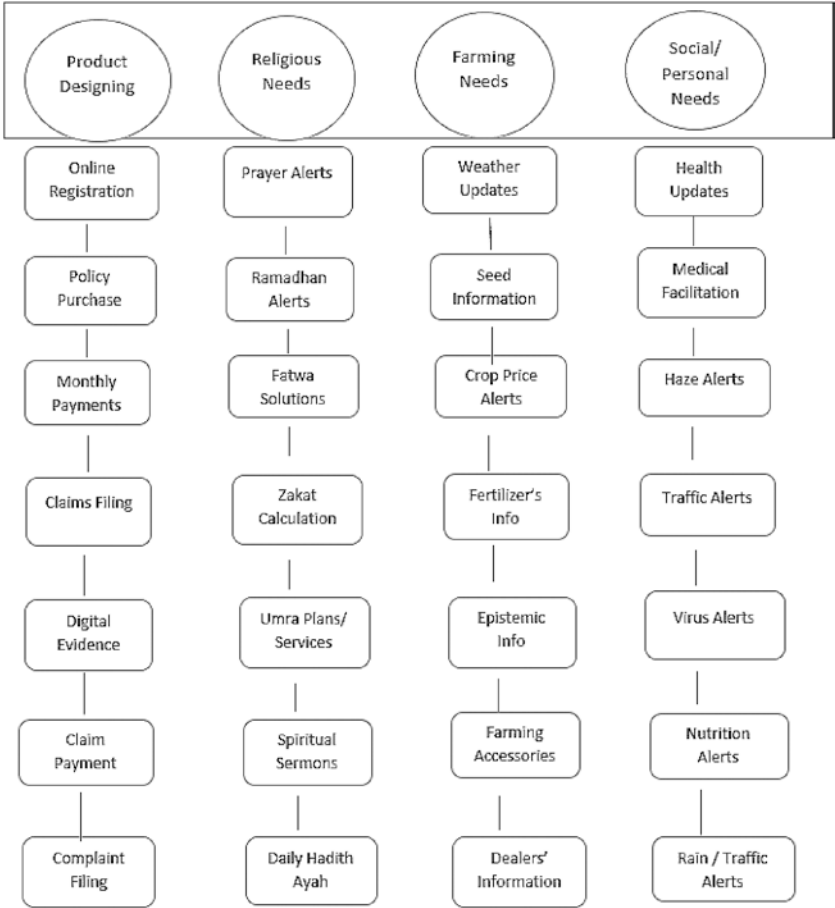 Product
Designing
Religious
Needs
Farming
Needs
Social/
Personal
Needs
Online
Registration
Prayer Alerts
Weather
Updates
Health
Updates
Policy
Purchase
Ramadhan
Alerts
Seed
Information
Medical
Facilitation
Monthly
Payments
Fatwa
Solutions
Crop Price
Alerts
Haze Alerts
Claims Filing
Zakat
Calculation
Fertilizer's
Info
Traffic Alerts
Digital
Evidence
Umra Plans/
Services
Epistemic
Info
Virus Alerts
Claim
Payment
Spiritual
Sermons
Farming
Accessories
Nutrition
Alerts
Complaint
Filing
Daily Hadith
Ayah
Dealers'
Information
Rain / Traffic
Alerts